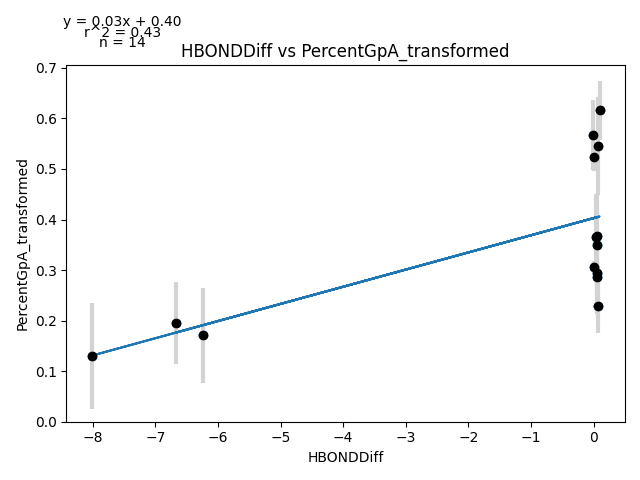 y = 0.03x + 0.40
r^2 = 0.43
n = 14
HBONDDiff vs PercentGpA_transformed
PercentGpA_transformed
0.7
0.6
0.5
0.4
0.3
0.2
0.1
0.0
−8
−7
−6
−5
−4
−3
−2
−1
0
HBONDDiff